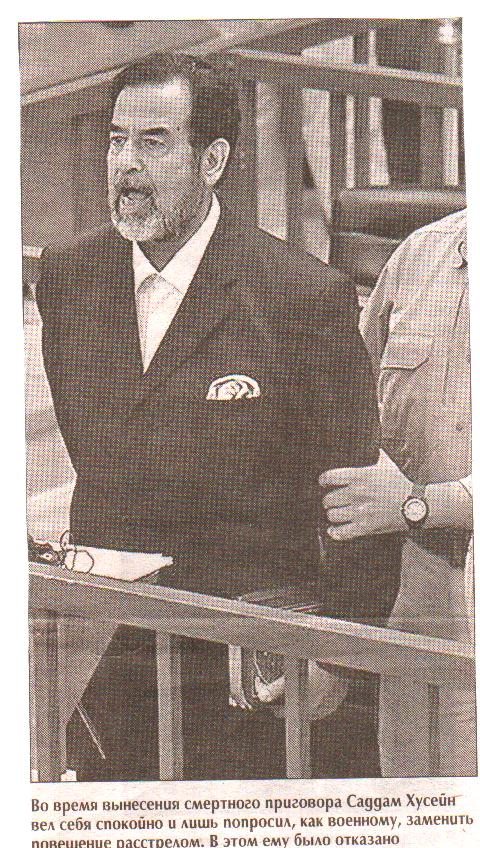 Во время вынесения смертного приговора Саддам Хусейн
вел себя спокойно и лишь попросил, как военному, заменить
повешение расстрелом. В этом ему было отказано